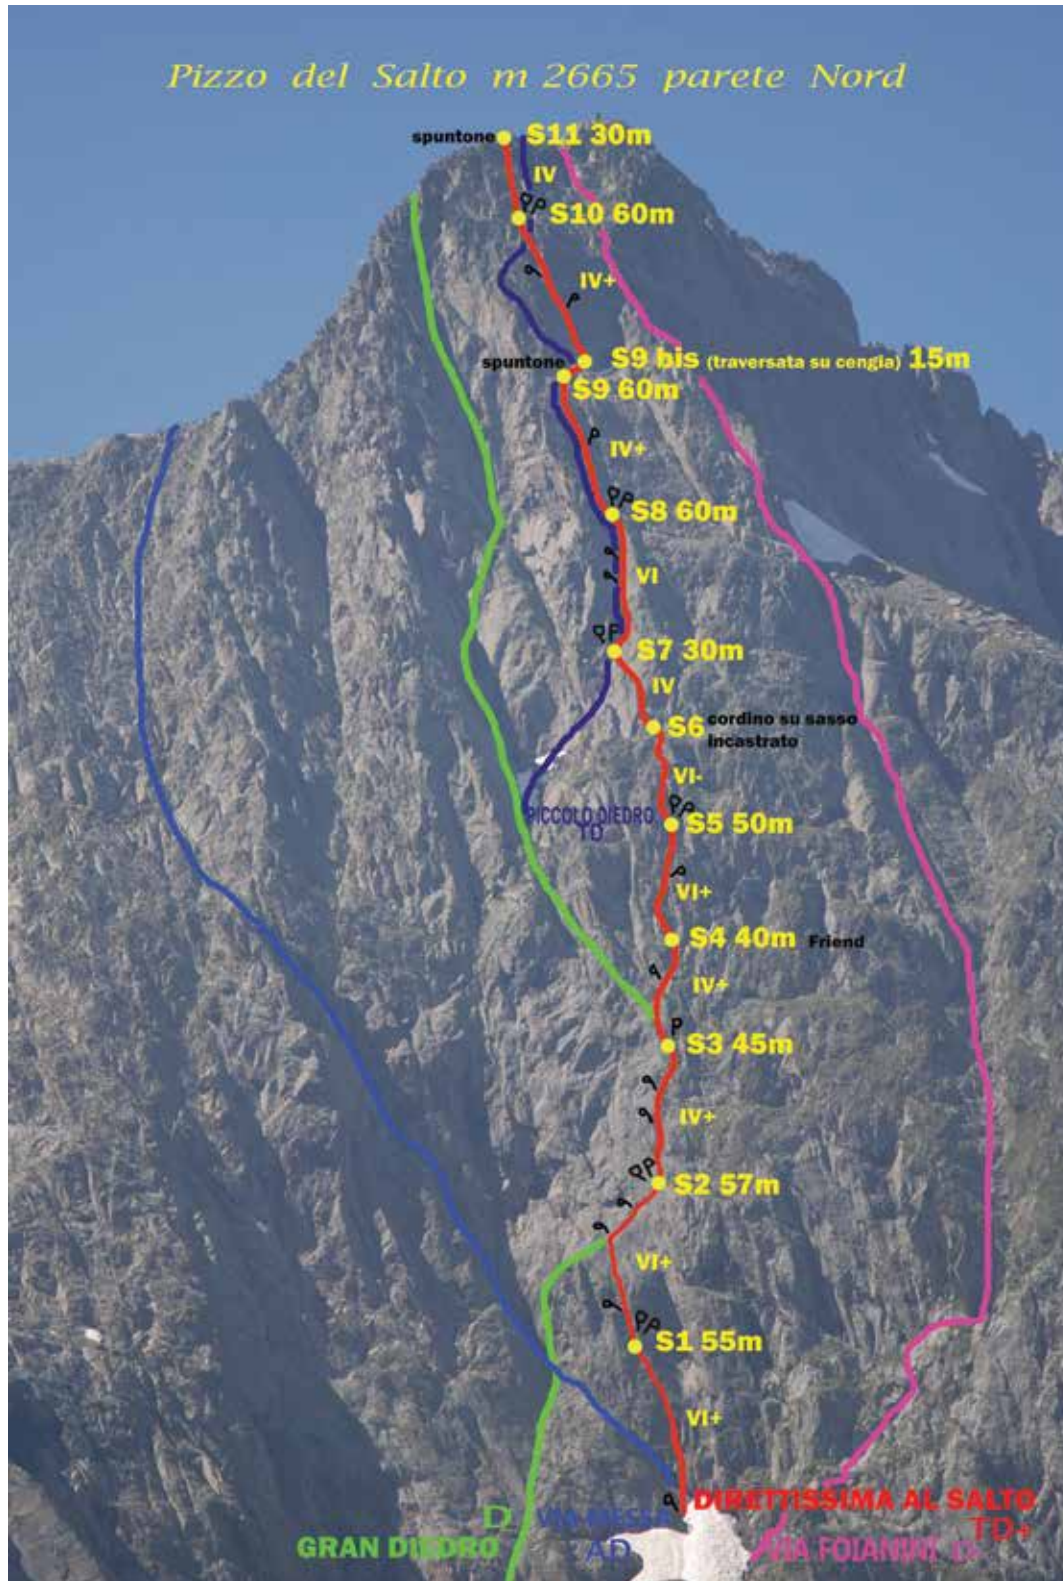 Pizzo del Salto m 2665 parete Nord
spuntone S11 30m
IV
S10 60m
IV+
S9 bis (traversata su cengia) 15m
spuntone
S9 60m
IV+
S8 60m
VI
S7 30m
IV
S6 cordino su sasso
incastrato
VI-
PICCOLO DIEDRO
TD
S5 50m
VI+
S4 40m Friend
IV+
S3 45m
IV+
S2 57m
VI+
S1 55m
VI+
DIRETTISSIMA AL SALTO
TD+
D
GRAN DIEDRO
VIA
AD
VIA FOIANINI